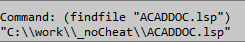 Command: (findfile "ACADDOC.lsp")
"C:\\work\\_noCheat\\ACADDOC.lsp"